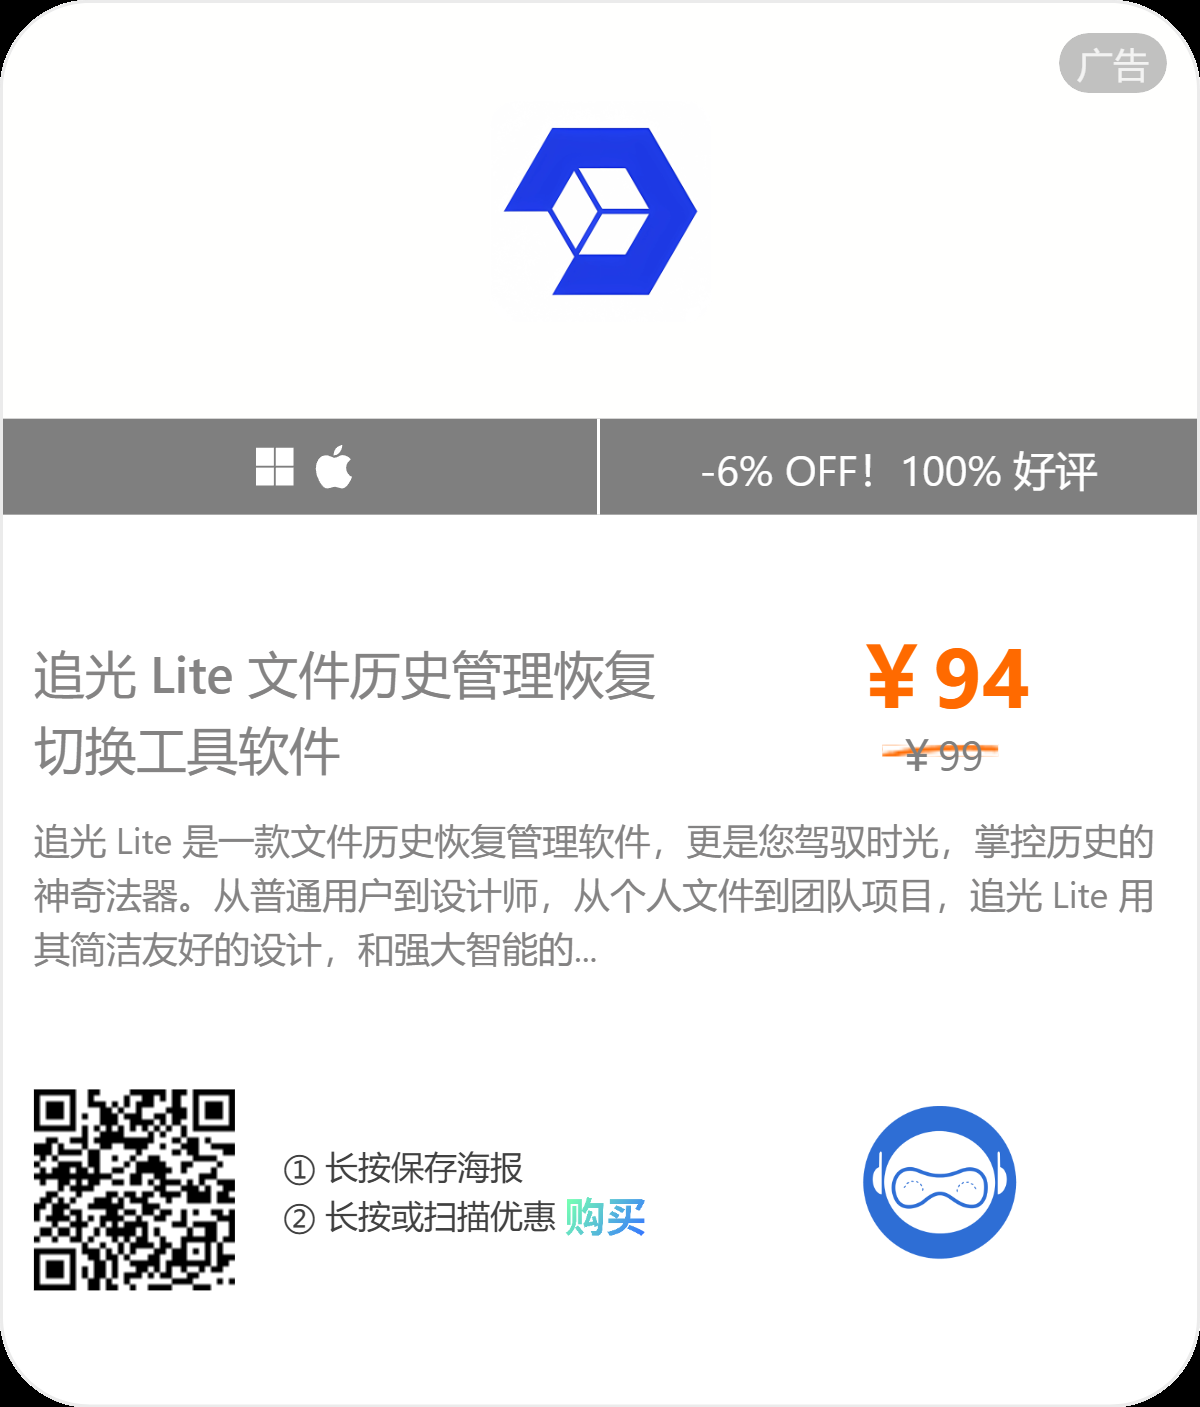 广告
-6% OFF！100% 好评
追光 Lite 文件历史管理恢复
切换工具软件
￥94
￥99
追光 Lite 是一款文件历史恢复管理软件，更是您驾驭时光，掌控历史的
神奇法器。从普通用户到设计师，从个人文件到团队项目，追光 Lite 用
其简洁友好的设计，和强大智能的...
① 长按保存海报
② 长按或扫描优惠 购买